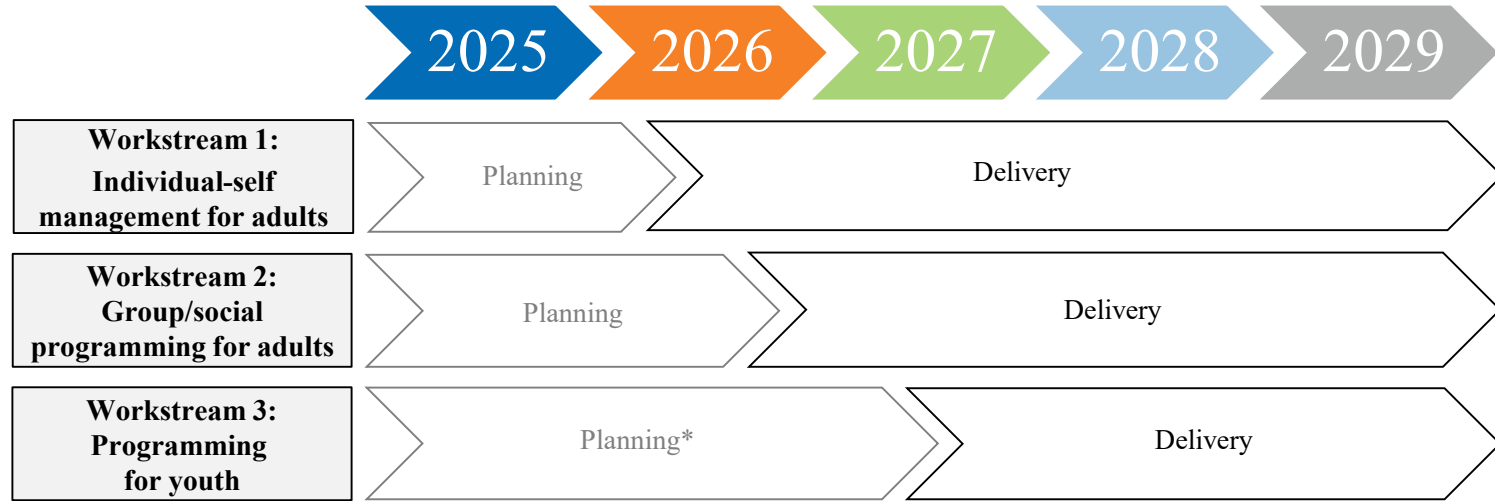 2025 2026 2027 2028 2029
Workstream 1:
Individual-self
management for adults
Planning
Delivery
Workstream 2:
Group/social
programming for adults
Planning
Delivery
Workstream 3:
Programming
for youth
Planning*
Delivery